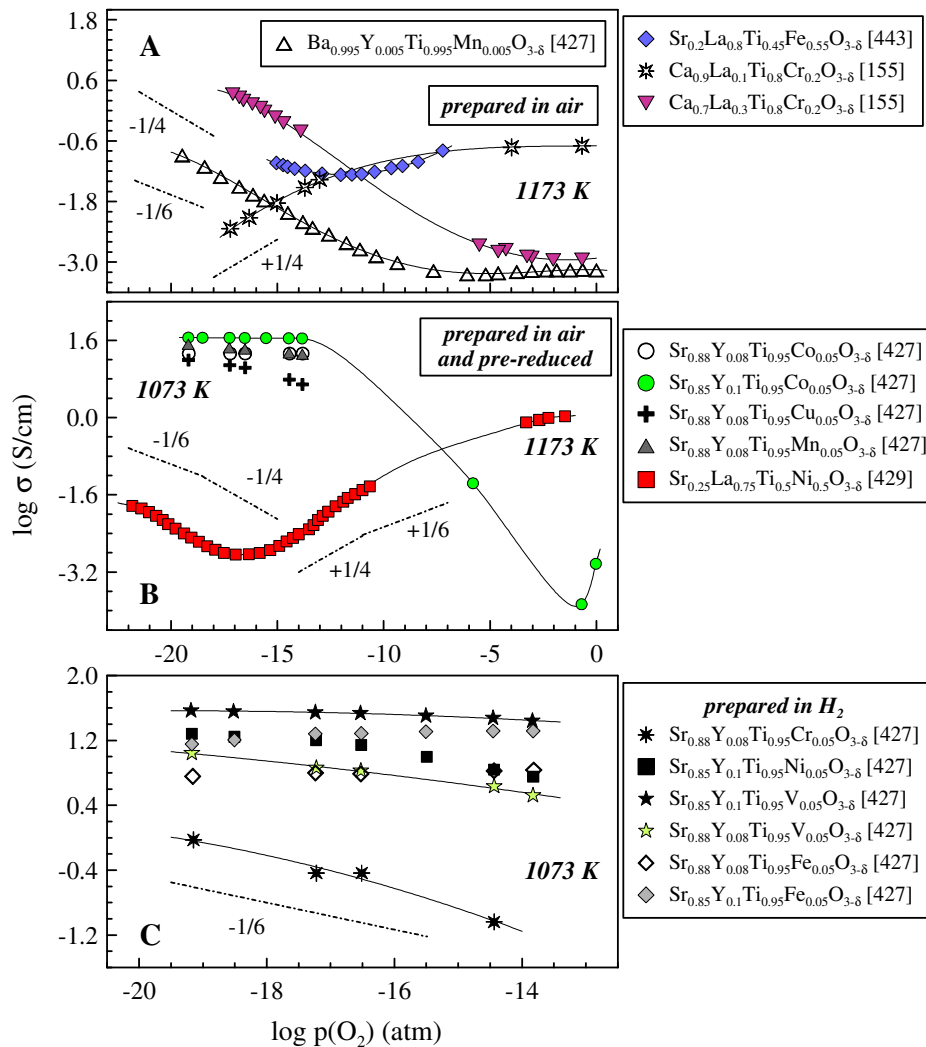 A
Ba0.995Y0.005Ti0.995Mn0.005O3-δ [427]
prepared in air
1173 K
-1/4
-1/6
+1/4
1.8
0.6
-0.6
-1.8
-3.0
Sr0.2La0.8Ti0.45Fe0.55O3-δ [443]
Ca0.9La0.1Ti0.8Cr0.2O3-δ [155]
Ca0.7La0.3Ti0.8Cr0.2O3-δ [155]
B
prepared in air
and pre-reduced
1073 K
1173 K
-1/6
-1/4
+1/6
+1/4
1.6
0.0
-1.6
-3.2
-20 -15 -10 -5 0
Sr0.88Y0.08Ti0.95Co0.05O3-δ [427]
Sr0.85Y0.1Ti0.95Co0.05O3-δ [427]
Sr0.88Y0.08Ti0.95Cu0.05O3-δ [427]
Sr0.88Y0.08Ti0.95Mn0.05O3-δ [427]
Sr0.25La0.75Ti0.5Ni0.5O3-δ [429]
log σ (S/cm)
C
1073 K
-1/6
2.0
1.2
0.4
-0.4
-1.2
-20 -18 -16 -14
log p(O2) (atm)
prepared in H2
Sr0.88Y0.08Ti0.95Cr0.05O3-δ [427]
Sr0.85Y0.1Ti0.95Ni0.05O3-δ [427]
Sr0.85Y0.1Ti0.95V0.05O3-δ [427]
Sr0.88Y0.08Ti0.95V0.05O3-δ [427]
Sr0.88Y0.08Ti0.95Fe0.05O3-δ [427]
Sr0.85Y0.1Ti0.95Fe0.05O3-δ [427]